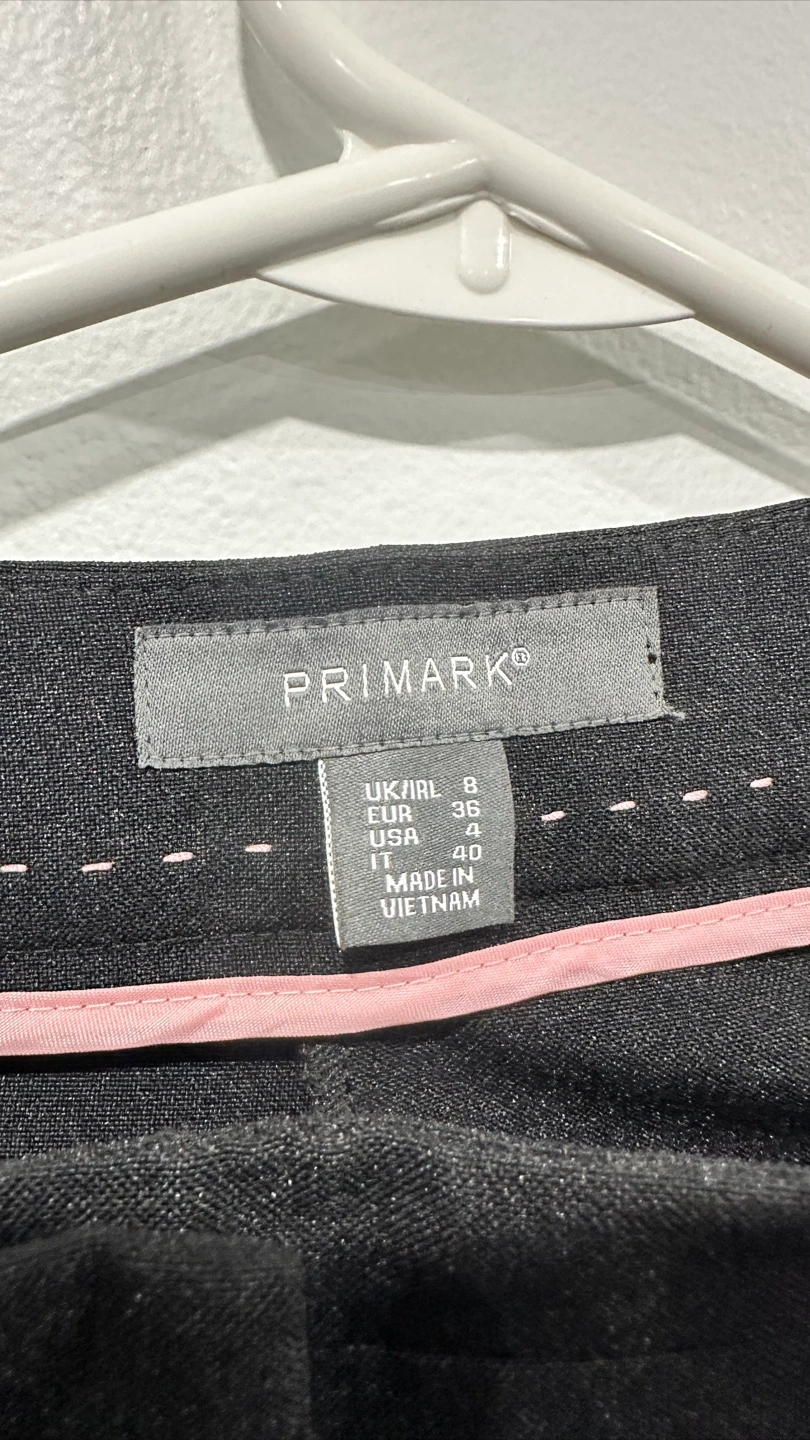 PRIMARK®
UK/IRL 8
EUR 36
USA 4
IT 40
MADE IN
VIETNAM